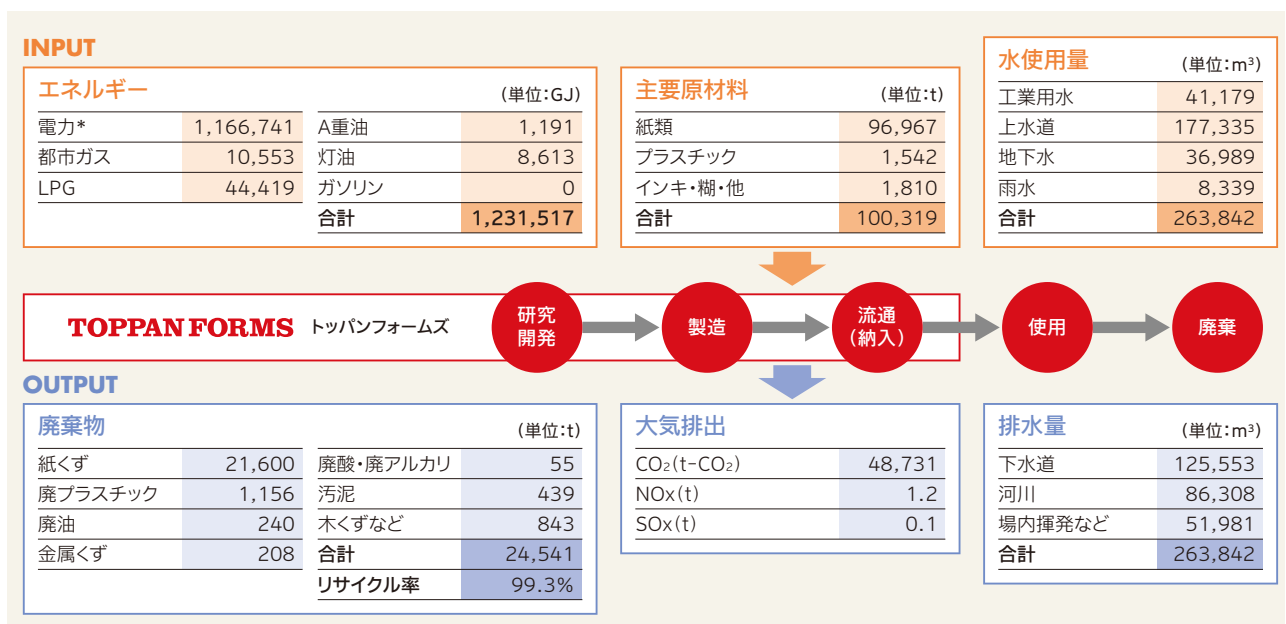 INPUT
エネルギー (単位:GJ)
電力* 1,166,741 A重油 1,191
都市ガス 10,553 灯油 8,613
LPG 44,419 ガソリン 0
合計 1,231,517
主要原材料 (単位:t)
紙類 96,967
プラスチック 1,542
インキ・糊・他 1,810
合計 100,319
水使用量 (単位:m³)
工業用水 41,179
上水道 177,335
地下水 36,989
雨水 8,339
合計 263,842
TOPPAN FORMS トッパンフォームズ
研究
開発
製造
流通
(納入)
使用
廃棄
OUTPUT
廃棄物 (単位:t)
紙くず 21,600 廃酸・廃アルカリ 55
廃プラスチック 1,156 汚泥 439
廃油 240 木くずなど 843
金属くず 208 合計 24,541
リサイクル率 99.3%
大気排出
CO₂(t-CO₂) 48,731
NOx(t) 1.2
SOx(t) 0.1
排水量 (単位:m³)
下水道 125,553
河川 86,308
場内揮発など 51,981
合計 263,842